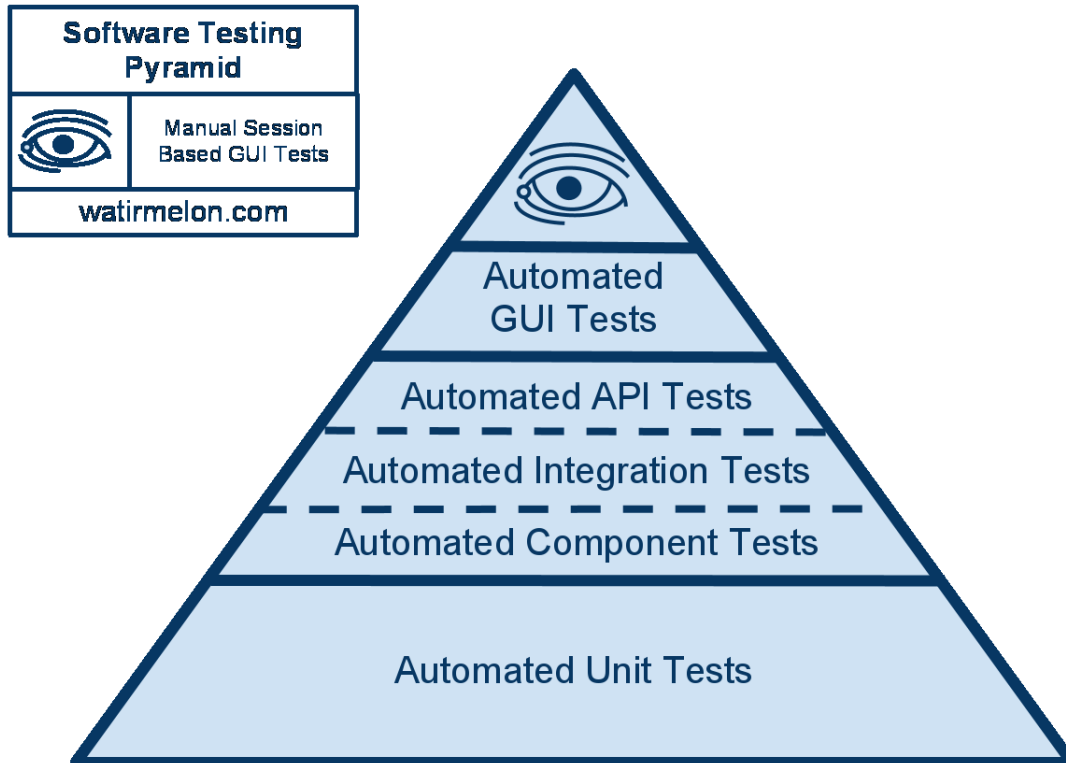 Software Testing
Pyramid
Manual Session
Based GUI Tests
watirmelon.com
Automated
GUI Tests
Automated API Tests
Automated Integration Tests
Automated Component Tests
Automated Unit Tests